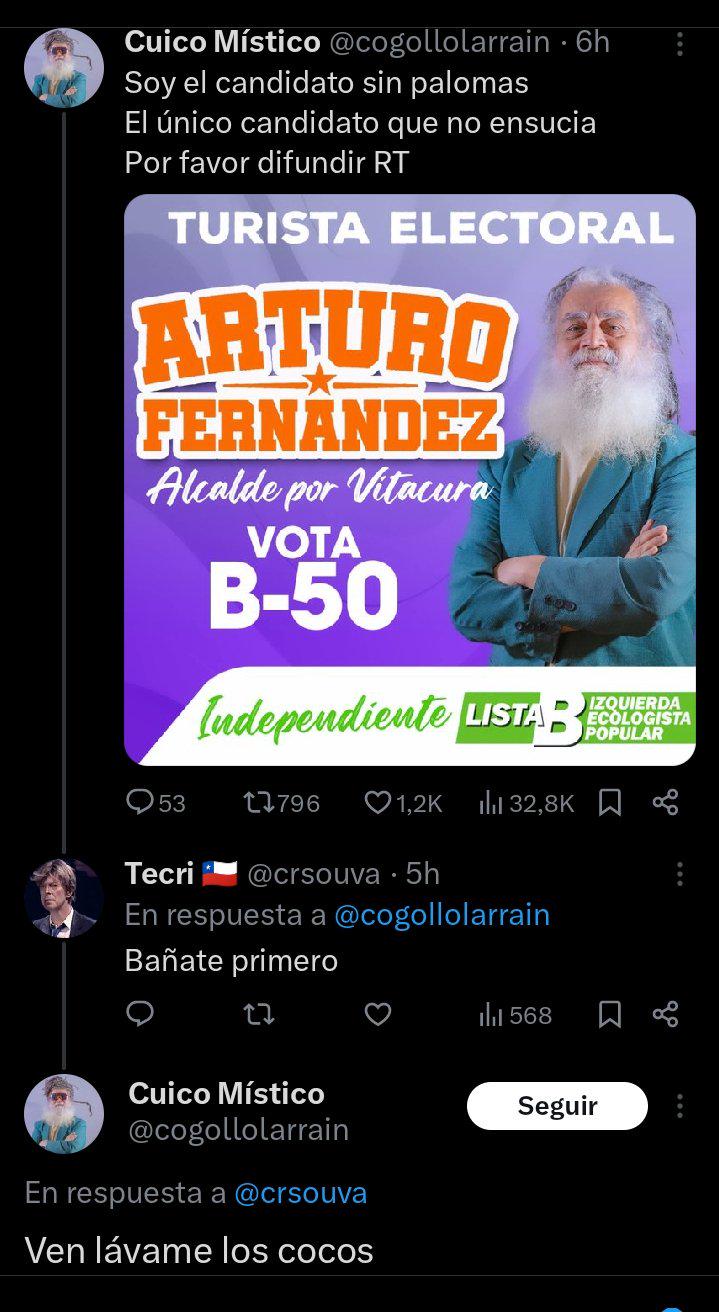 Cuico Místico @cogollolarrain · 6h
Soy el candidato sin palomas
El único candidato que no ensucia
Por favor difundir RT
TURISTA ELECTORAL
ARTURO
FERNÁNDEZ
Alcalde por Vitacura
VOTA
B-50
Independiente LISTA B IZQUIERDA
ECOLOGISTA
POPULAR
53 796 1,2K 32,8K
Tecri 🇨🇱 @crsouva · 5h
En respuesta a @cogollolarrain
Bañate primero
568
Cuico Místico
@cogollolarrain
Seguir
En respuesta a @crsouva
Ven lávame los cocos